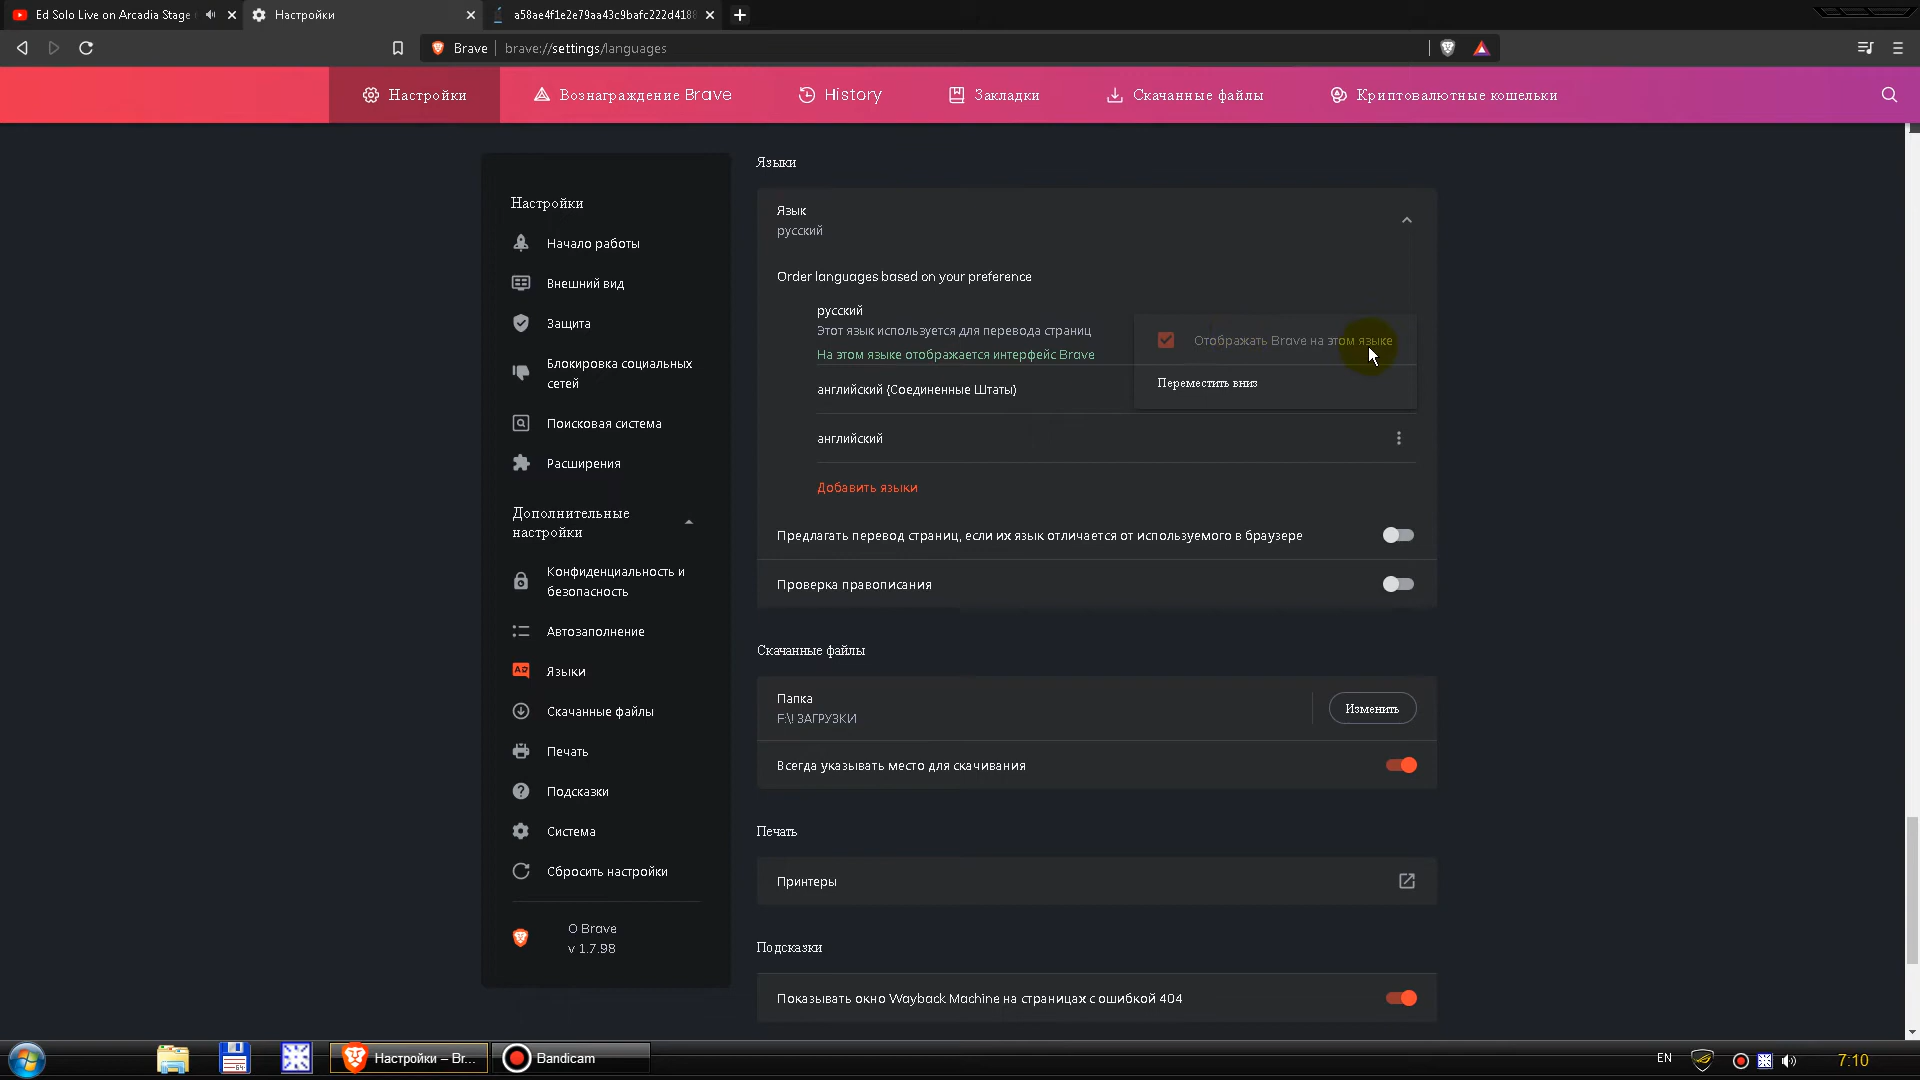 Ed Solo Live on Arcadia Stage
Настройки
a58ae4f1e2e79aa43c9bafc222d4188
Brave
brave://settings/languages
Настройки
Вознаграждение Brave
History
Закладки
Скачанные файлы
Криптовалютные кошельки
Настройки
Начало работы
Внешний вид
Защита
Блокировка социальных
сетей
Поисковая система
Расширения
Дополнительные
настройки
Конфиденциальность и
безопасность
Автозаполнение
Языки
Скачанные файлы
Печать
Подсказки
Система
Сбросить настройки
О Brave
v 1.7.98
Языки
Язык
русский
Order languages based on your preference
русский
Этот язык используется для перевода страниц
На этом языке отображается интерфейс Brave
Отображать Brave на этом языке
Переместить вниз
английский (Соединенные Штаты)
английский
Добавить языки
Предлагать перевод страниц, если их язык отличается от используемого в браузере
Проверка правописания
Скачанные файлы
Папка
F:\! ЗАГРУЗКИ
Изменить
Всегда указывать место для скачивания
Печать
Принтеры
Подсказки
Показывать окно Wayback Machine на страницах с ошибкой 404
64
Настройки – Br...
Bandicam
EN
7:10